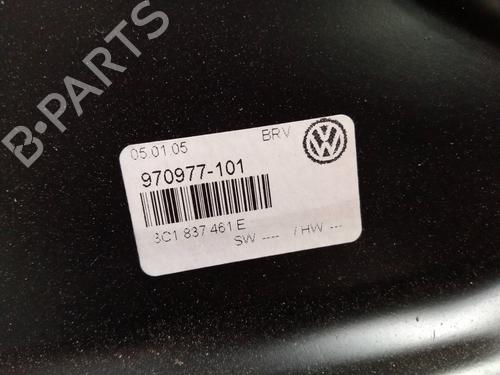 B-PARTS
05.01.05 BRV
970977-101
3C1 837 461 E
SW ---- / HW ---